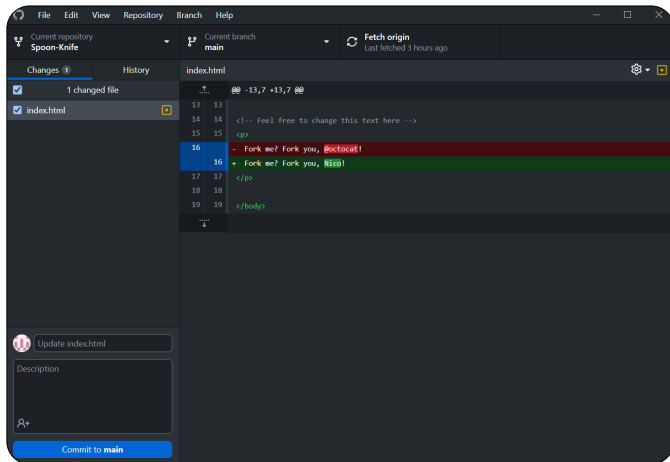 File Edit View Repository Branch Help
Current repository
Spoon-Knife
Current branch
main
Fetch origin
Last fetched 3 hours ago
Changes 1 History
index.html
1 changed file
index.html
@@ -13,7 +13,7 @@
13 13
14 14 <!-- Feel free to change this text here -->
15 15 <p>
16 - Fork me? Fork you, @octocat!
16 + Fork me? Fork you, Nico!
17 17 </p>
18 18
19 19 </body>
Update index.html
Description
Commit to main